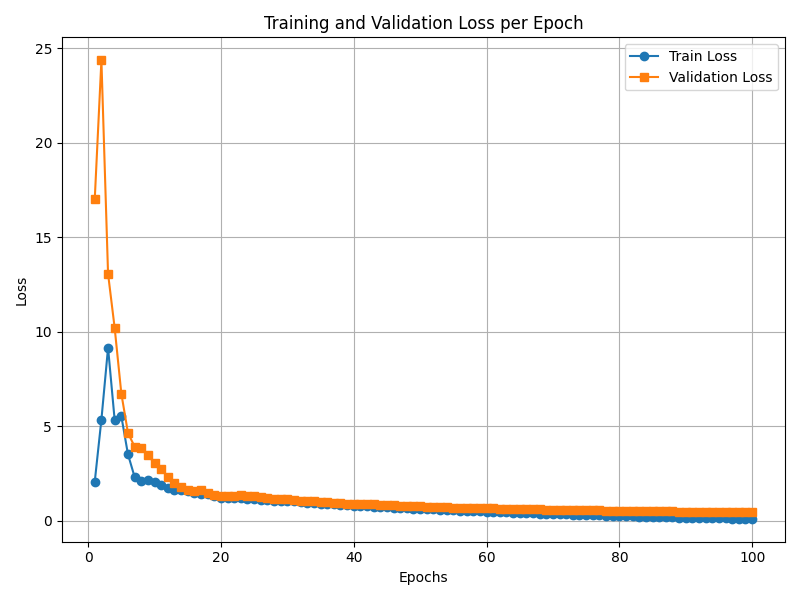 Training and Validation Loss per Epoch
Train Loss
Validation Loss
25
20
15
10
5
0
Loss
0 20 40 60 80 100
Epochs